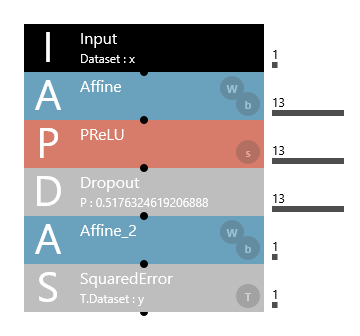 I Input 1
Dataset : x
A Affine W b 13
P PReLU s 13
D Dropout 13
P : 0.5176324619206888
A Affine_2 W b 1
S SquaredError T 1
T.Dataset : y